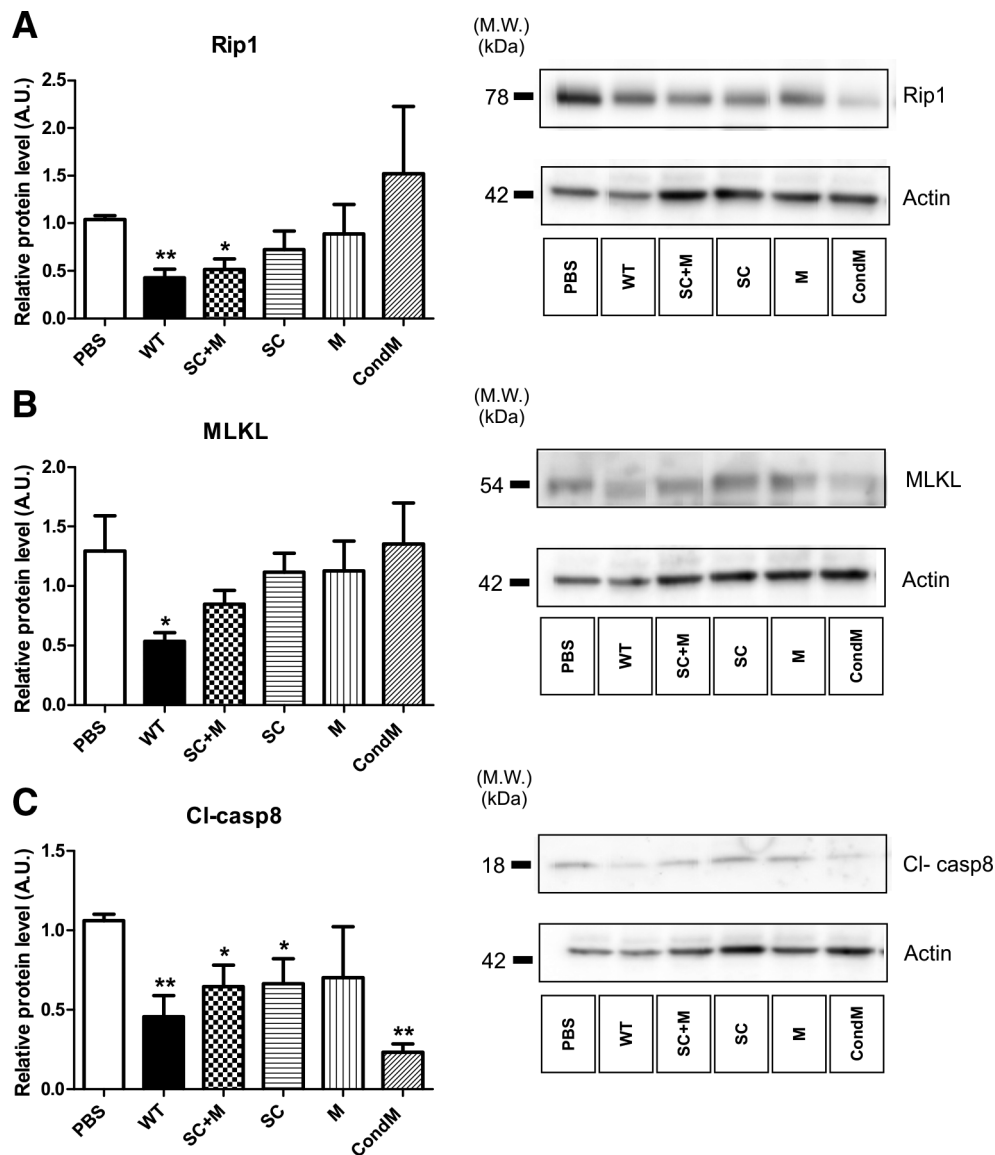 A
Rip1
Relative protein level (A.U.)
2.5
2.0
1.5
1.0
0.5
0.0
**
*
PBS
WT
SC+M
SC
M
CondM
(M.W.)
(kDa)
78
Rip1
42
Actin
PBS
WT
SC+M
SC
M
CondM
B
MLKL
Relative protein level (A.U.)
2.0
1.5
1.0
0.5
0.0
*
PBS
WT
SC+M
SC
M
CondM
(M.W.)
(kDa)
54
MLKL
42
Actin
PBS
WT
SC+M
SC
M
CondM
C
Cl-casp8
Relative protein level (A.U.)
1.5
1.0
0.5
0.0
**
*
*
**
PBS
WT
SC+M
SC
M
CondM
(M.W.)
(kDa)
18
Cl- casp8
42
Actin
PBS
WT
SC+M
SC
M
CondM